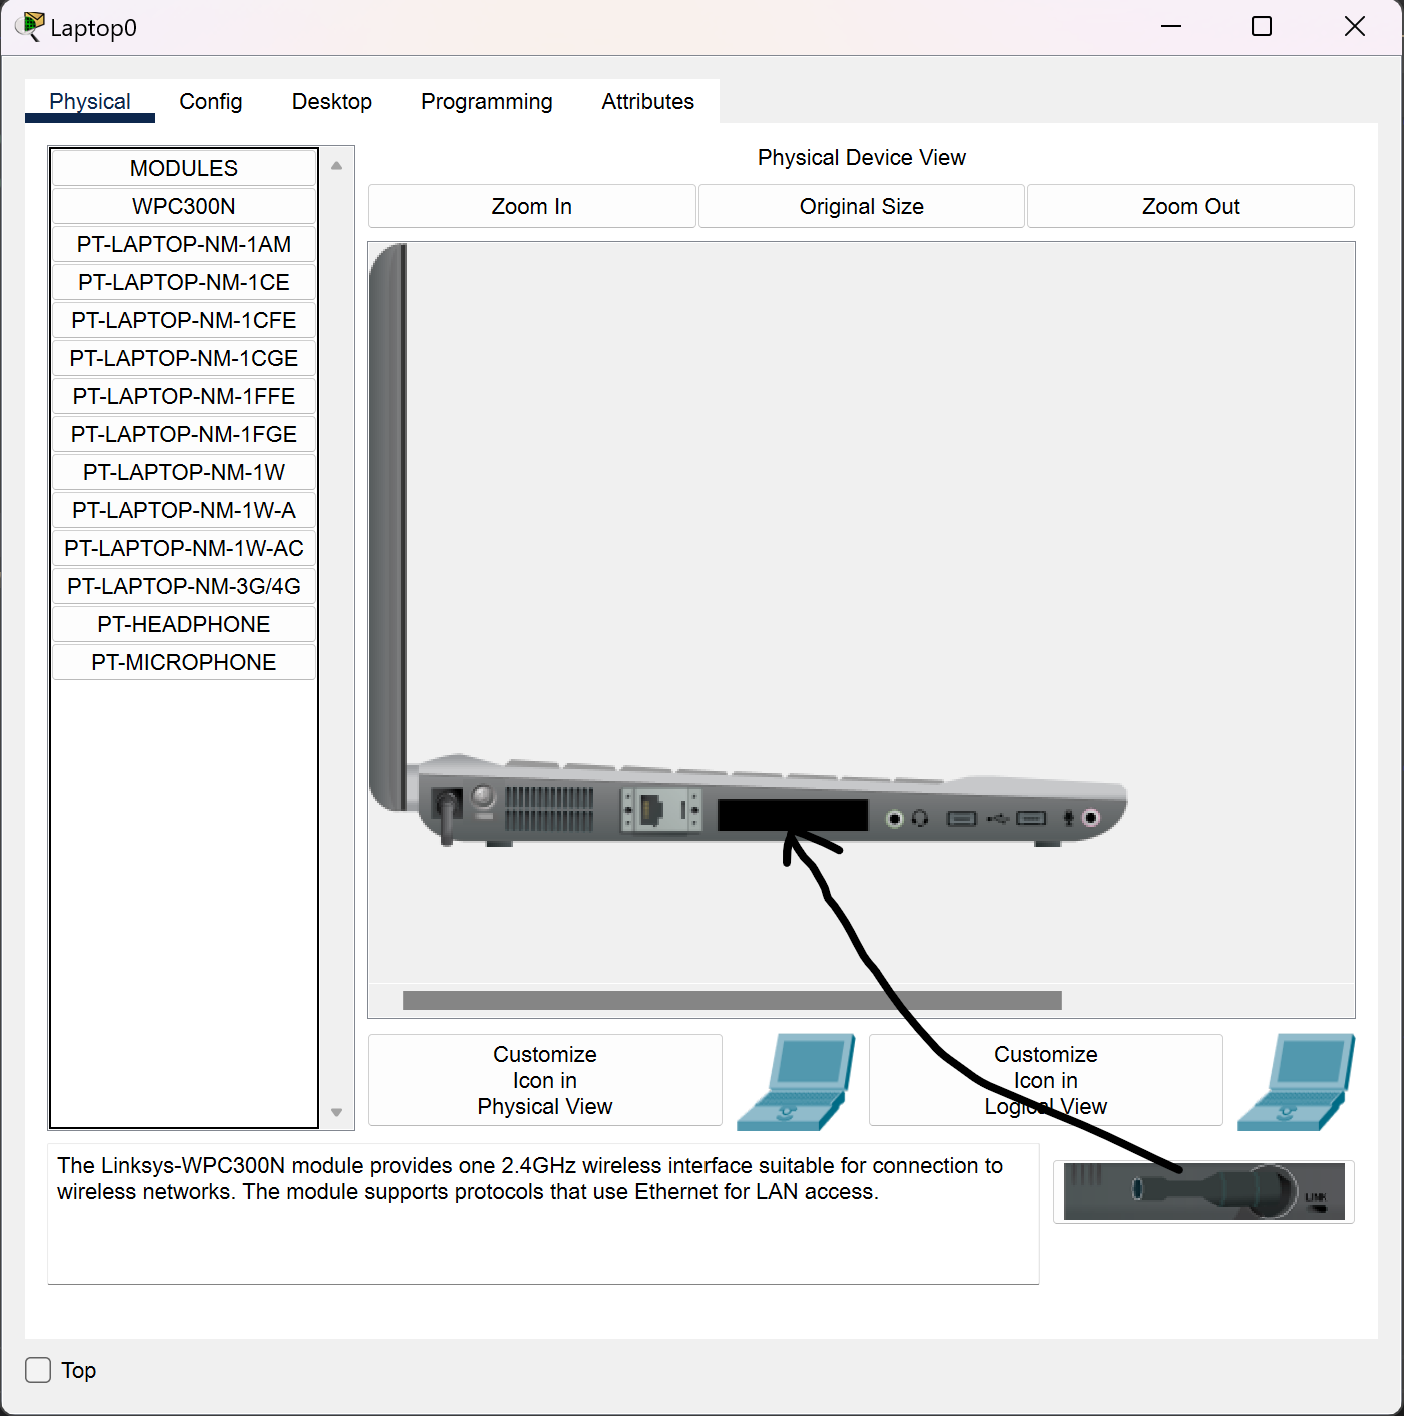 Laptop0
Physical
Config
Desktop
Programming
Attributes
MODULES
WPC300N
PT-LAPTOP-NM-1AM
PT-LAPTOP-NM-1CE
PT-LAPTOP-NM-1CFE
PT-LAPTOP-NM-1CGE
PT-LAPTOP-NM-1FFE
PT-LAPTOP-NM-1FGE
PT-LAPTOP-NM-1W
PT-LAPTOP-NM-1W-A
PT-LAPTOP-NM-1W-AC
PT-LAPTOP-NM-3G/4G
PT-HEADPHONE
PT-MICROPHONE
Physical Device View
Zoom In
Original Size
Zoom Out
Customize
Icon in
Physical View
Customize
Icon in
Logical View
The Linksys-WPC300N module provides one 2.4GHz wireless interface suitable for connection to
wireless networks. The module supports protocols that use Ethernet for LAN access.
LINK
Top